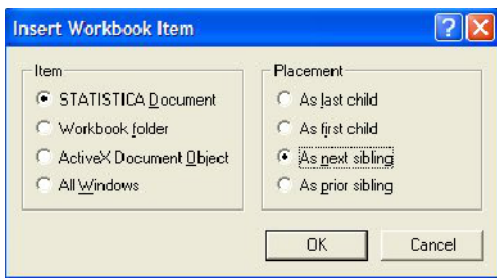 Insert Workbook Item
Item
STATISTICA Document
Workbook folder
ActiveX Document Object
All Windows
Placement
As last child
As first child
As next sibling
As prior sibling
OK
Cancel